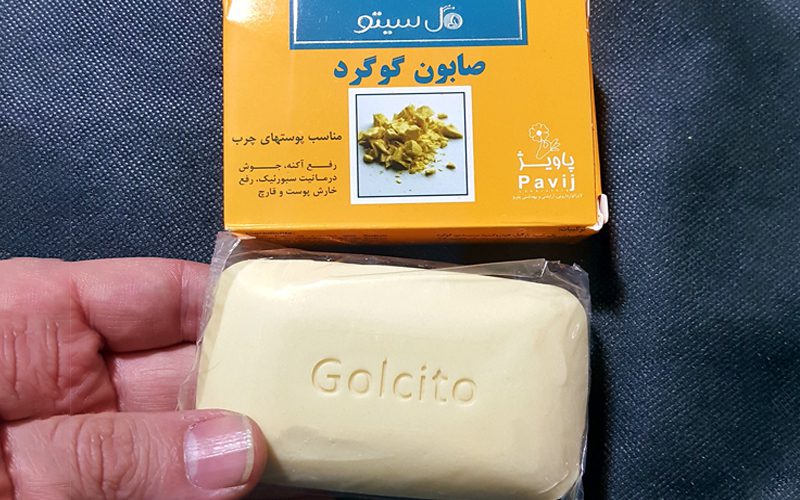 گل سیتو
صابون گوگرد
مناسب پوستهای چرب
رفع آکنه، جوش
درماتیت سبورئیک، رفع
خارش پوست و قارچ
پاویژ
Pavij
ترکیبات:
Golcito